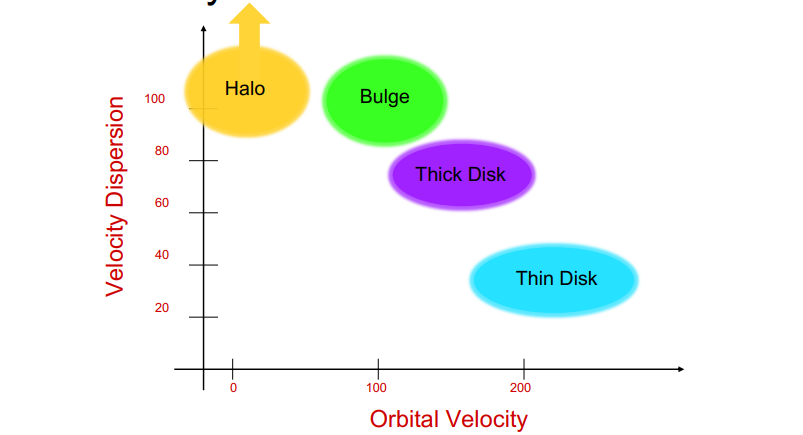 Halo
Bulge
Thick Disk
Thin Disk
Velocity Dispersion
100
80
60
40
20
0
100
200
Orbital Velocity